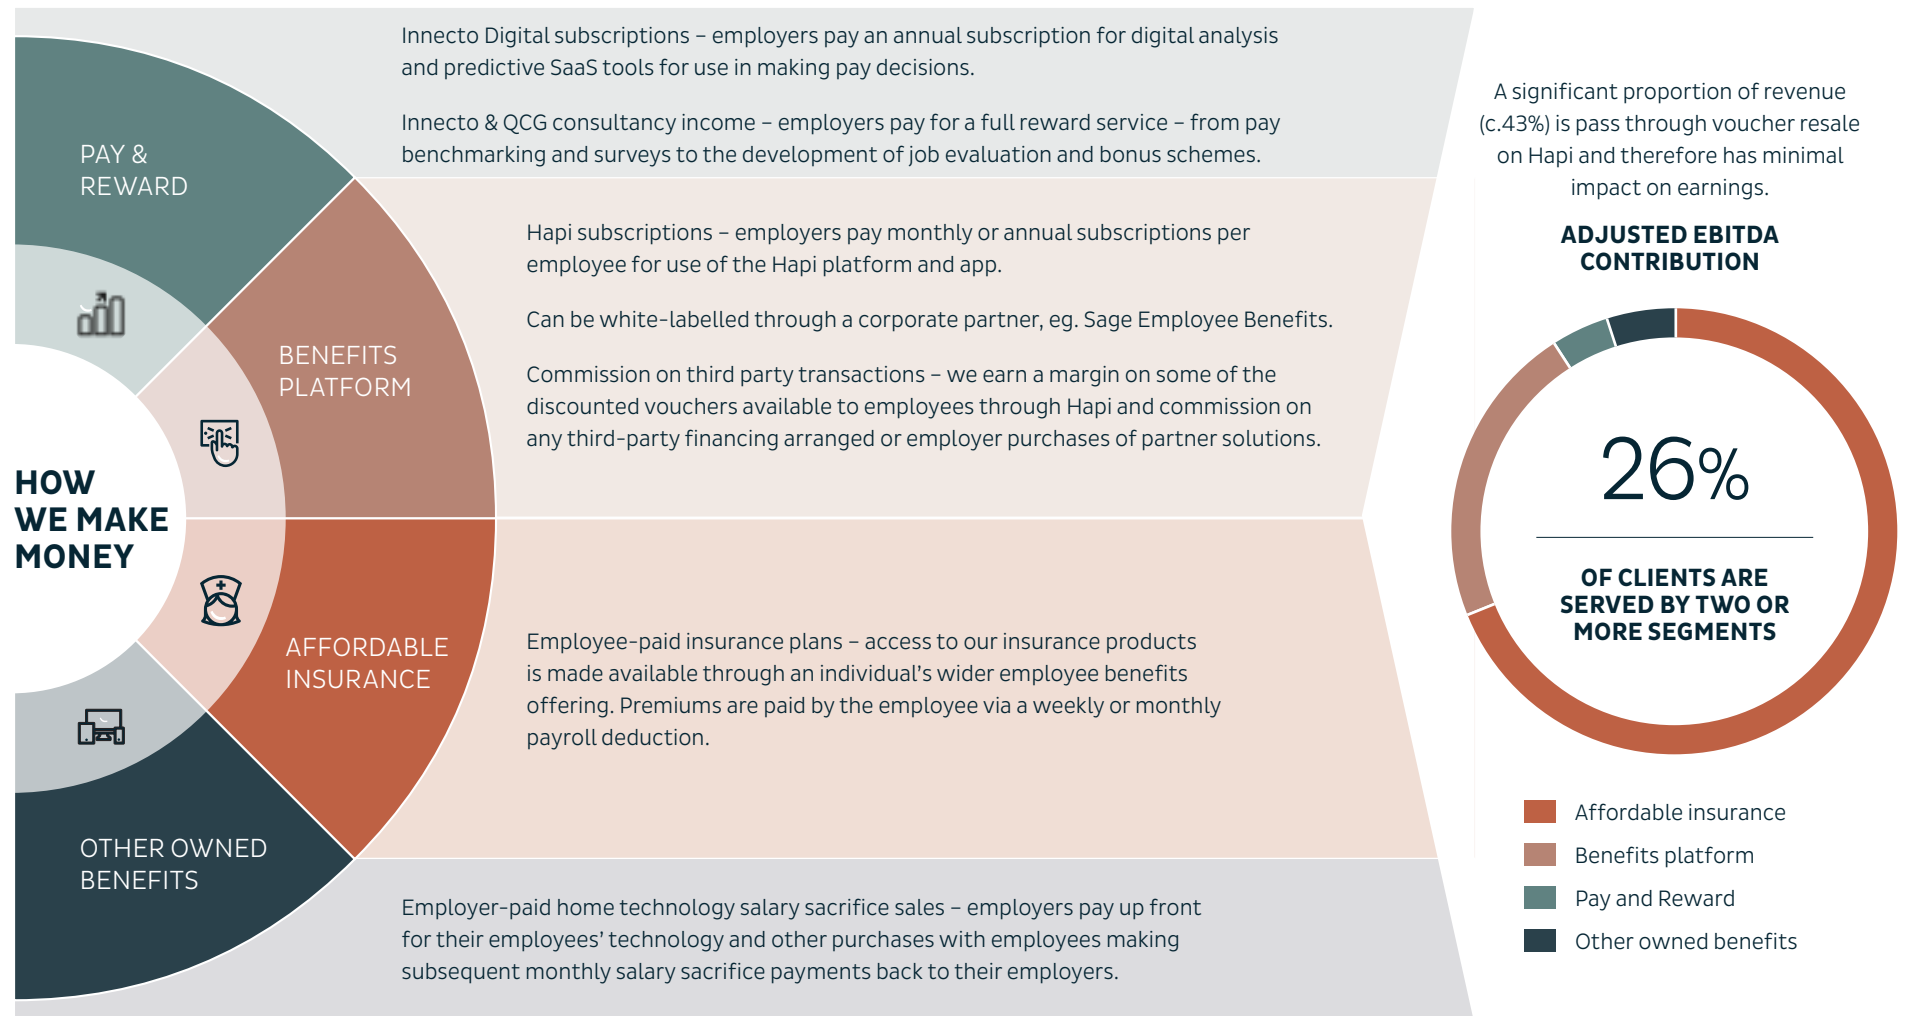 HOW
WE MAKE
MONEY
PAY &
REWARD
Innecto Digital subscriptions – employers pay an annual subscription for digital analysis
and predictive SaaS tools for use in making pay decisions.
Innecto & QCG consultancy income – employers pay for a full reward service – from pay
benchmarking and surveys to the development of job evaluation and bonus schemes.
BENEFITS
PLATFORM
Hapi subscriptions – employers pay monthly or annual subscriptions per
employee for use of the Hapi platform and app.
Can be white-labelled through a corporate partner, eg. Sage Employee Benefits.
Commission on third party transactions – we earn a margin on some of the
discounted vouchers available to employees through Hapi and commission on
any third-party financing arranged or employer purchases of partner solutions.
AFFORDABLE
INSURANCE
Employee-paid insurance plans – access to our insurance products
is made available through an individual's wider employee benefits
offering. Premiums are paid by the employee via a weekly or monthly
payroll deduction.
OTHER OWNED
BENEFITS
Employer-paid home technology salary sacrifice sales – employers pay up front
for their employees' technology and other purchases with employees making
subsequent monthly salary sacrifice payments back to their employers.
A significant proportion of revenue
(c.43%) is pass through voucher resale
on Hapi and therefore has minimal
impact on earnings.
ADJUSTED EBITDA
CONTRIBUTION
26%
OF CLIENTS ARE
SERVED BY TWO OR
MORE SEGMENTS
Affordable insurance
Benefits platform
Pay and Reward
Other owned benefits